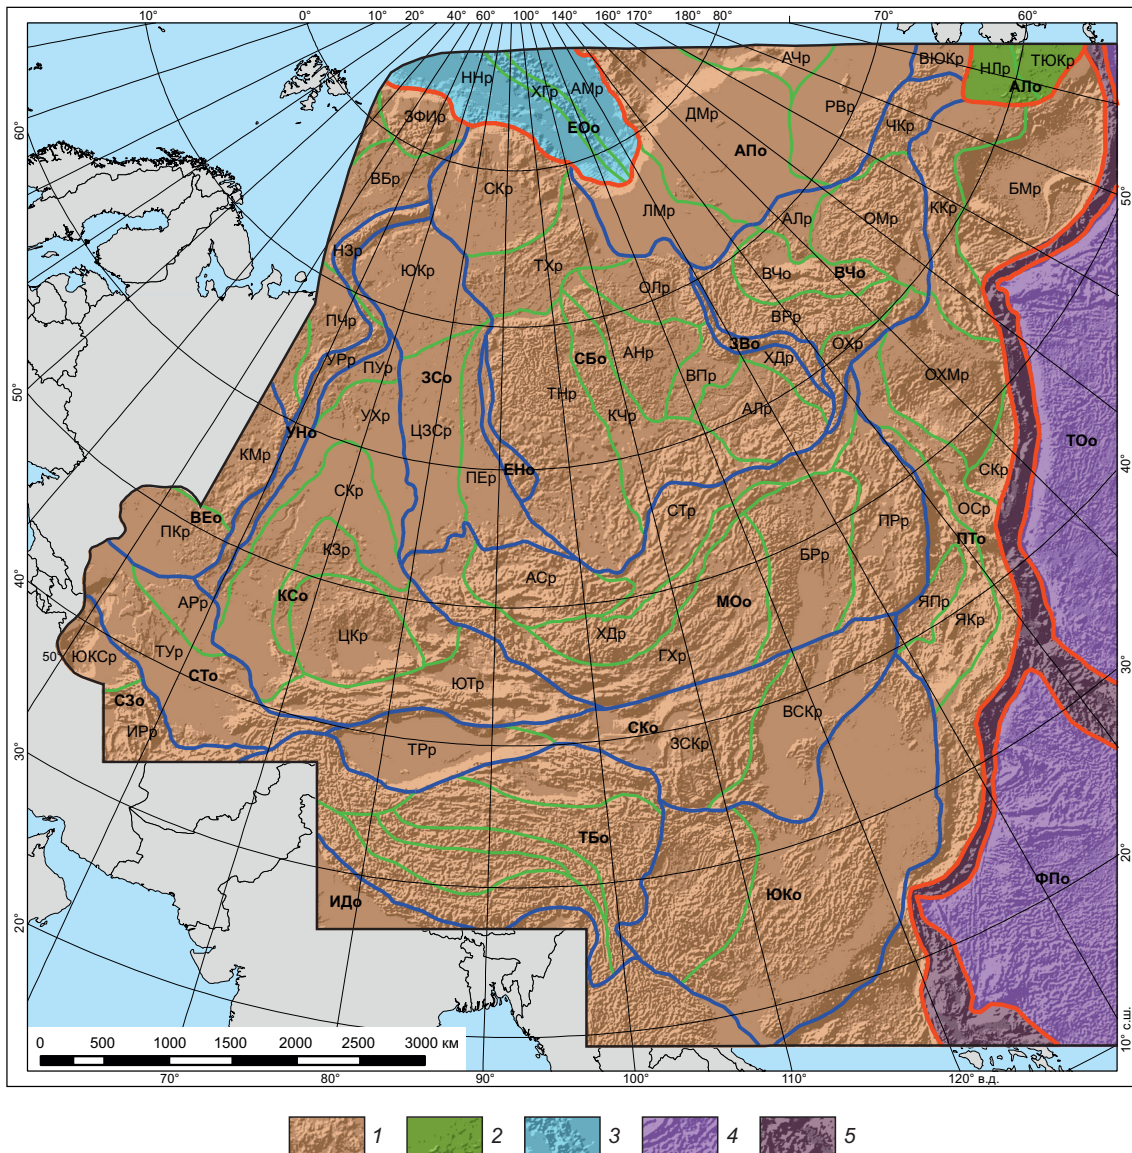 10° 0° 10° 20° 40° 60° 100° 140° 160° 170° 180° 80° 70° 60°
ННр
ХГр
АМр
ЕОо
ЗФИр
АЧр
ВЮКр
НЛр
ТЮКр
АЛо
ДМр
РВр
ЧКр
АПо
60°
ВБр
СКр
БМр
50°
ЛМр
АЛр
ОМр
ККр
НЗр
ЮКр
ТХр
ВЧо
ВЧо
ОЛр
ПЧр
ВРр
УРр
ПУр
ЗСо
СБо
АНр
ЗВо
ХДр
ОХр
ВПр
ОХМр
50°
ТНр
КЧр
АЛр
УХр
ЦЗСр
УНо
ТОо
40°
КМр
ПЕр
ЕНо
СКр
СКр
ВЕо
СТр
ОСр
ПКр
ПРр
ПТо
КЗр
БРр
40°
АСр
КСо
МОо
АРр
ЯПр
ЯКр
ЦКр
ХДр
50
ЮКСр
ТУр
ГХр
30°
СТо
ЮТр
СЗо
ВСКр
ИРр
СКо
ЗСКр
30°
ТРр
ТБо
20°
ФПо
ИДо
ЮКо
20°
10° с.ш.
0 500 1000 1500 2000 2500 3000 км
70° 80° 90° 100° 110° 120° в.д.
1 2 3 4 5